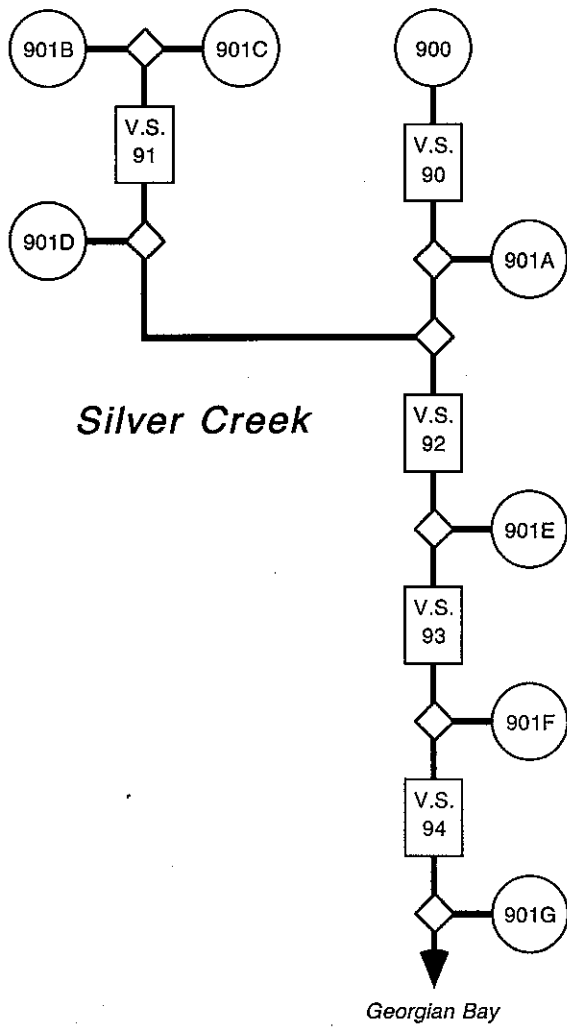 901B
901C
900
V.S.
91
V.S.
90
901D
901A
Silver Creek
V.S.
92
901E
V.S.
93
901F
V.S.
94
901G
Georgian Bay